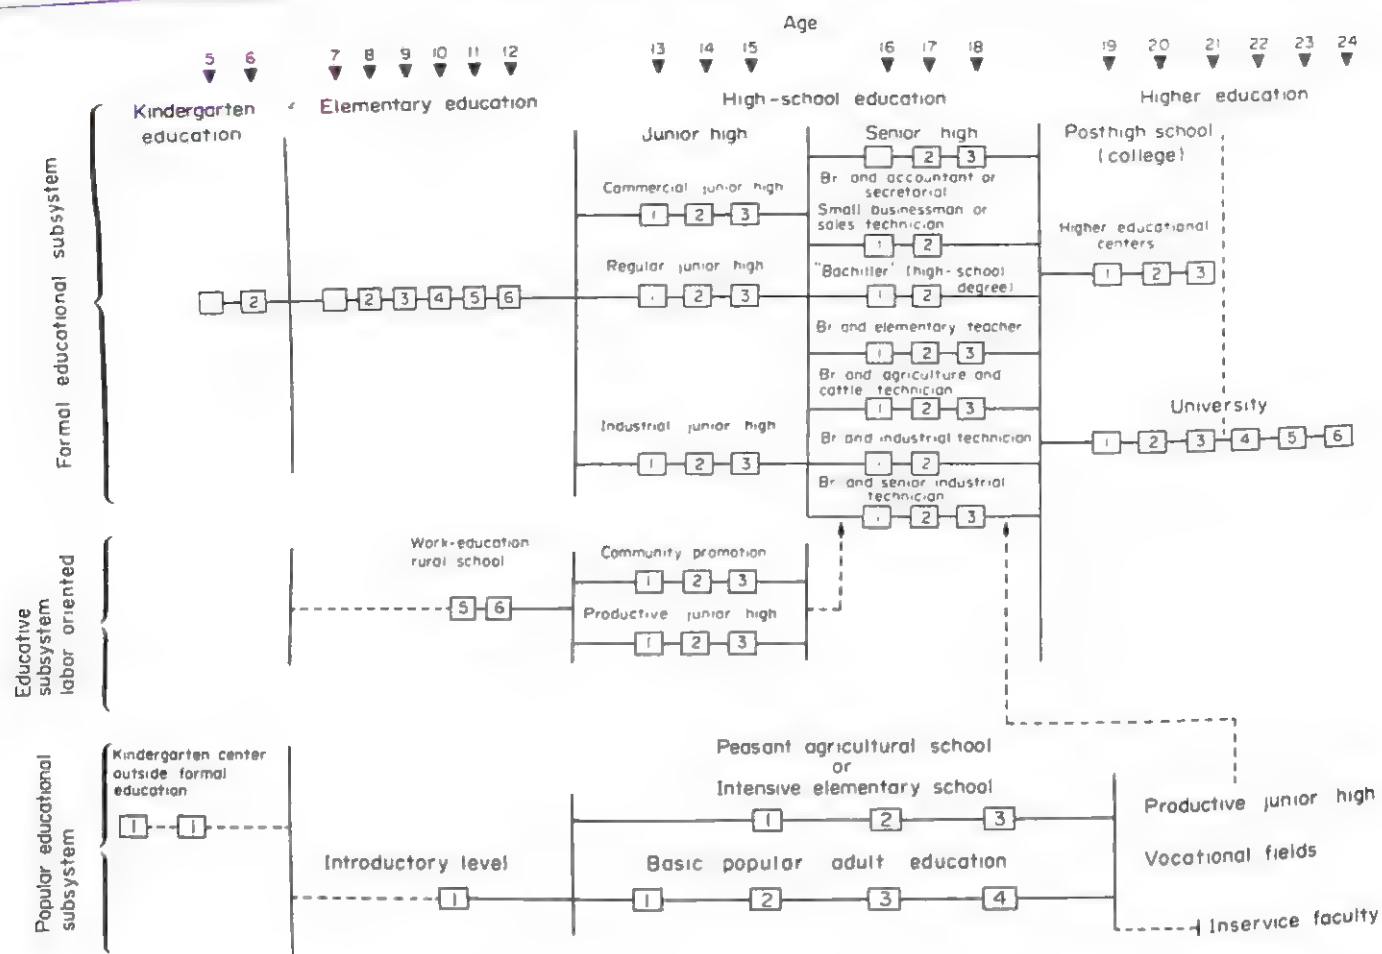 Age
5 6 7 8 9 10 11 12 13 14 15 16 17 18 19 20 21 22 23 24
Kindergarten
education
Elementary education
High-school education
Higher education
Formal educational subsystem
2
2 3 4 5 6
Junior high
Commercial junior high
1 2 3
Regular junior high
1 2 3
Industrial junior high
1 2 3
Senior high
2 3
Br and accountant or
secretarial
Small businessman or
sales technician
1 2
"Bachiller" (high-school
degree)
1 2
Br and elementary teacher
1 2 3
Br and agriculture and
cattle technician
1 2 3
Br and industrial technician
1 2
Br and senior industrial
technician
1 2 3
Posthigh school
(college)
Higher educational
centers
1 2 3
University
1 2 3 4 5 6
Educative
subsystem
labor oriented
Work-education
rural school
5 6
Community promotion
1 2 3
Productive junior high
1 2 3
Popular educational
subsystem
Kindergarten center
outside formal
education
1 1
Introductory level
1
Peasant agricultural school
or
Intensive elementary school
1 2 3
Basic popular adult education
1 2 3 4
Productive junior high
Vocational fields
Inservice faculty